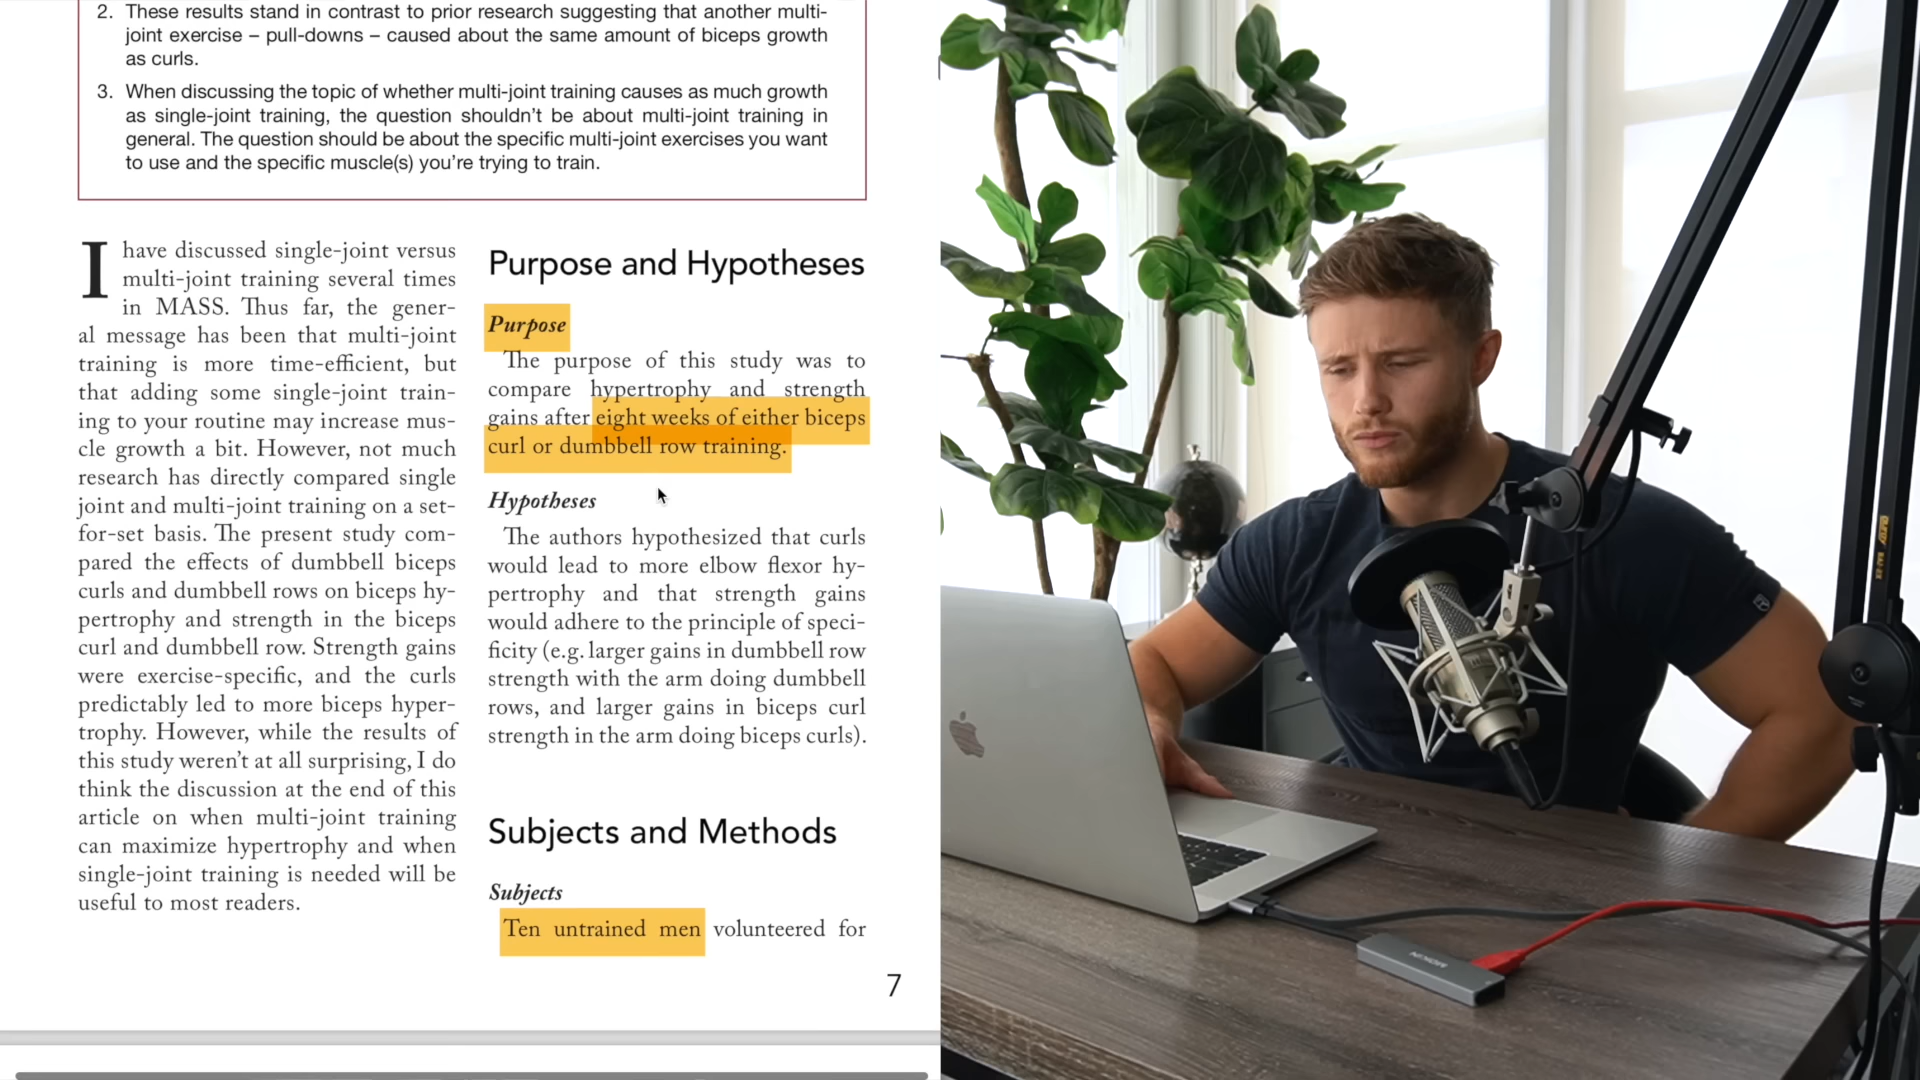 2. These results stand in contrast to prior research suggesting that another multi-
joint exercise – pull-downs – caused about the same amount of biceps growth
as curls.
3. When discussing the topic of whether multi-joint training causes as much growth
as single-joint training, the question shouldn't be about multi-joint training in
general. The question should be about the specific multi-joint exercises you want
to use and the specific muscle(s) you're trying to train.
I have discussed single-joint versus
multi-joint training several times
in MASS. Thus far, the gener-
al message has been that multi-joint
training is more time-efficient, but
that adding some single-joint train-
ing to your routine may increase mus-
cle growth a bit. However, not much
research has directly compared single
joint and multi-joint training on a set-
for-set basis. The present study com-
pared the effects of dumbbell biceps
curls and dumbbell rows on biceps hy-
pertrophy and strength in the biceps
curl and dumbbell row. Strength gains
were exercise-specific, and the curls
predictably led to more biceps hyper-
trophy. However, while the results of
this study weren't at all surprising, I do
think the discussion at the end of this
article on when multi-joint training
can maximize hypertrophy and when
single-joint training is needed will be
useful to most readers.
Purpose and Hypotheses
Purpose
The purpose of this study was to
compare hypertrophy and strength
gains after eight weeks of either biceps
curl or dumbbell row training.
Hypotheses
The authors hypothesized that curls
would lead to more elbow flexor hy-
pertrophy and that strength gains
would adhere to the principle of speci-
ficity (e.g. larger gains in dumbbell row
strength with the arm doing dumbbell
rows, and larger gains in biceps curl
strength in the arm doing biceps curls).
Subjects and Methods
Subjects
Ten untrained men volunteered for
7